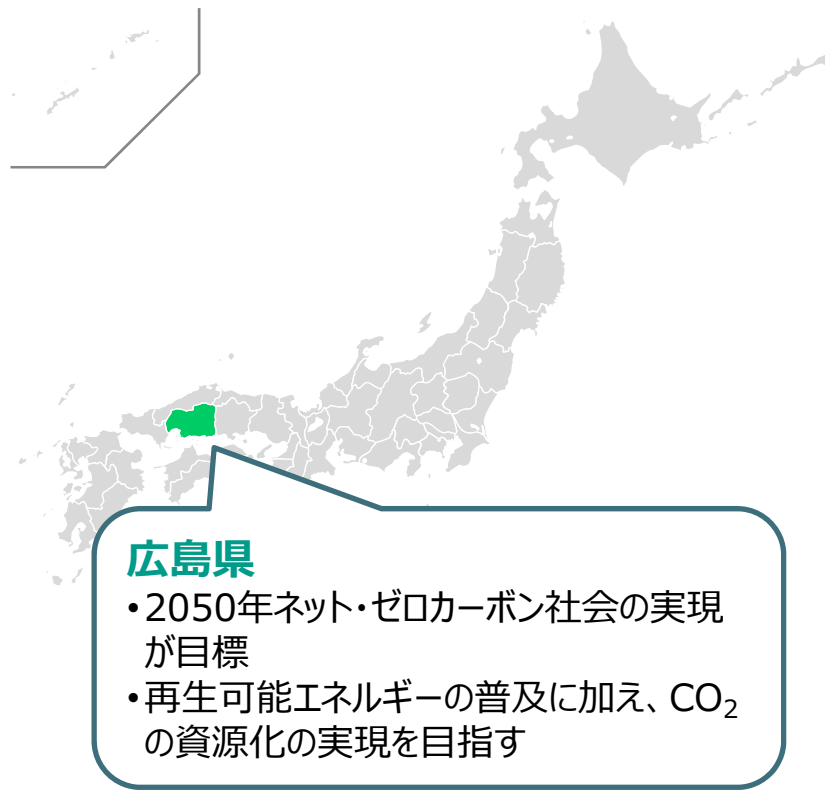 広島県
•2050年ネット・ゼロカーボン社会の実現
が目標
•再生可能エネルギーの普及に加え、CO₂
の資源化の実現を目指す